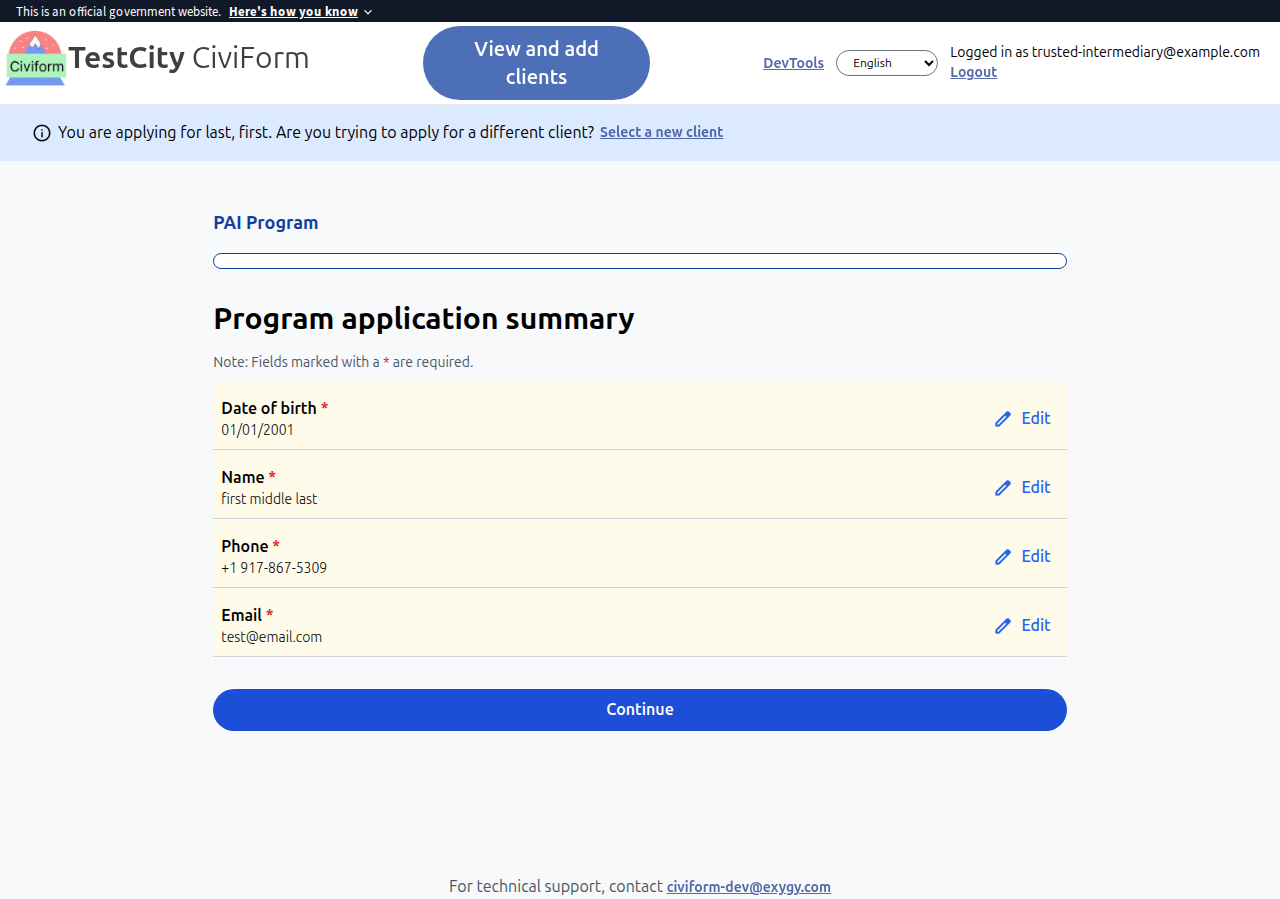 This is an official government website. Here's how you know
Civiform
TestCity CiviForm
View and add
clients
DevTools
English
Logged in as trusted-intermediary@example.com
Logout
You are applying for last, first. Are you trying to apply for a different client? Select a new client
PAI Program
Program application summary
Note: Fields marked with a * are required.
Date of birth *
01/01/2001
Edit
Name *
first middle last
Edit
Phone *
+1 917-867-5309
Edit
Email *
test@email.com
Edit
Continue
For technical support, contact civiform-dev@exygy.com